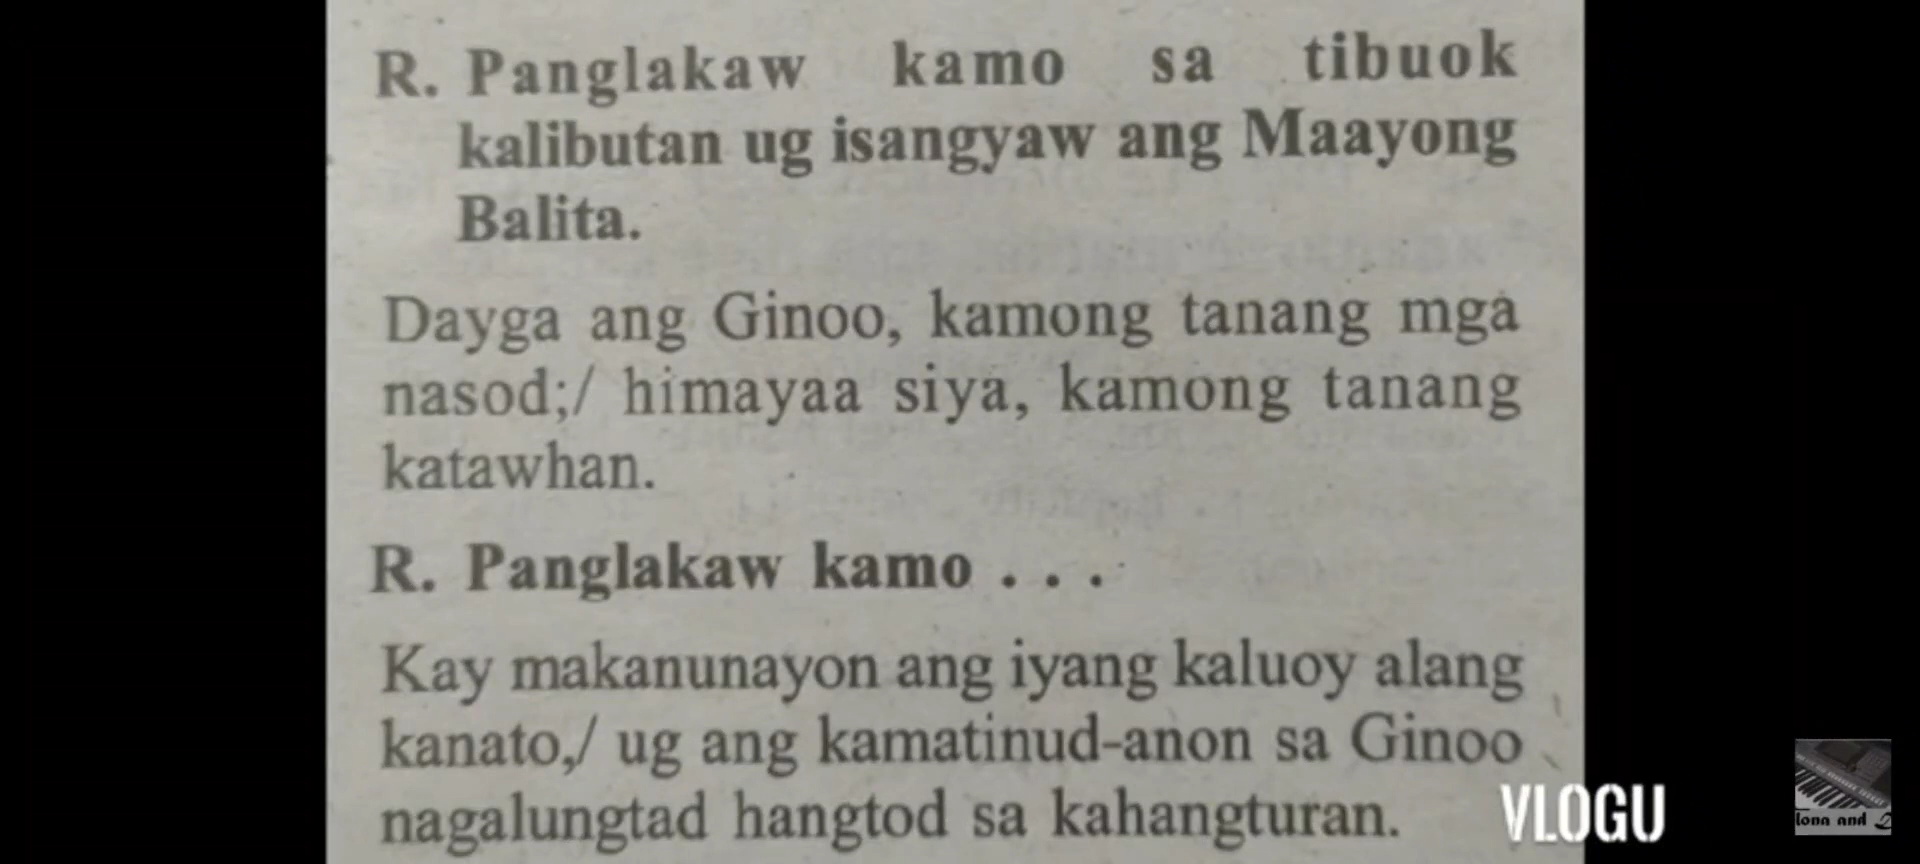 R. Panglakaw kamo sa tibuok
kalibutan ug isangyaw ang Maayong
Balita.
Dayga ang Ginoo, kamong tanang mga
nasod;/ himayaa siya, kamong tanang
katawhan.
R. Panglakaw kamo . . .
Kay makanunayon ang iyang kaluoy alang
kanato,/ ug ang kamatinud-anon sa Ginoo
nagalungtad hangtod sa kahangturan.
VLOGU
and